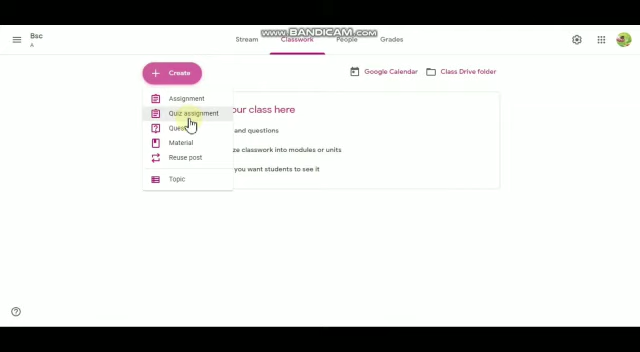 www.BANDICAM.com
Bsc
A
Stream
Classwork
People
Grades
Create
Google Calendar
Class Drive folder
Assignment
Quiz assignment
Material
Reuse post
Topic
our class here
and questions
ze classwork into modules or units
you want students to see it